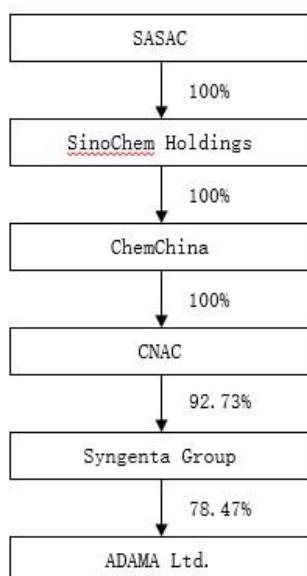 SASAC
100%
SinoChem Holdings
100%
ChemChina
100%
CNAC
92.73%
Syngenta Group
78.47%
ADAMA Ltd.